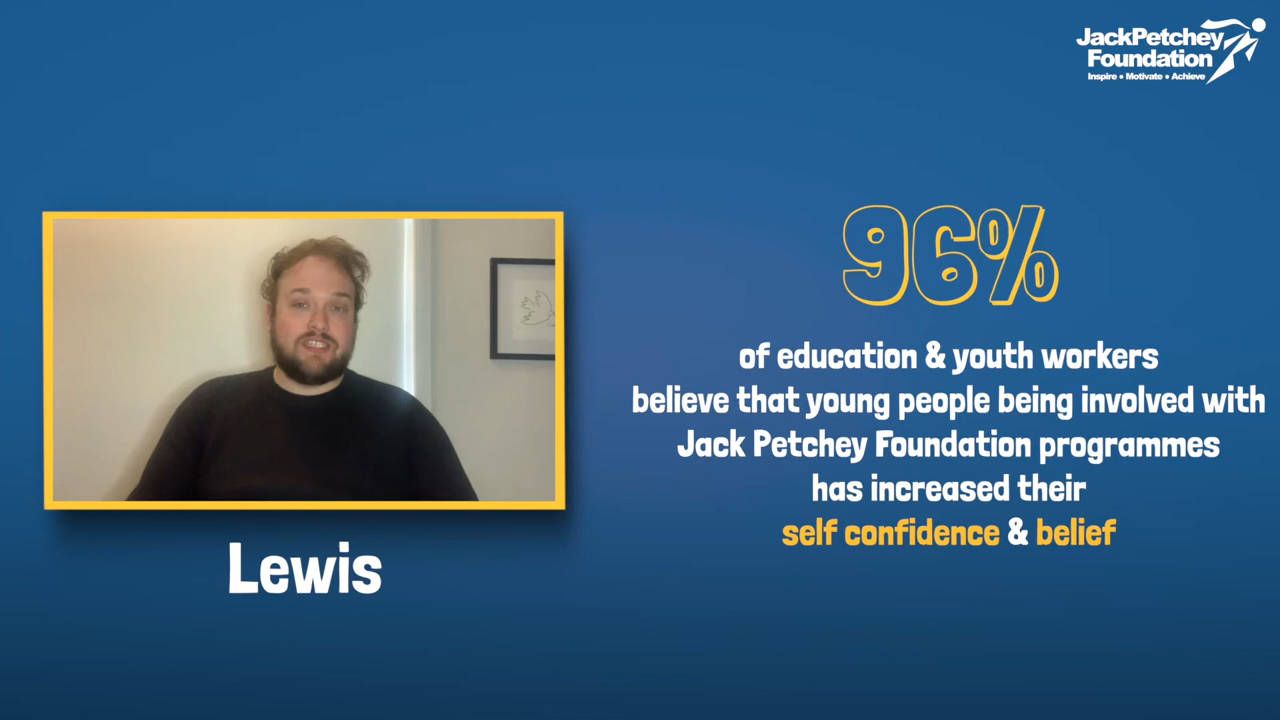 JackPetchey
Foundation
Inspire • Motivate • Achieve
96%
of education & youth workers
believe that young people being involved with
Jack Petchey Foundation programmes
has increased their
self confidence & belief
Lewis